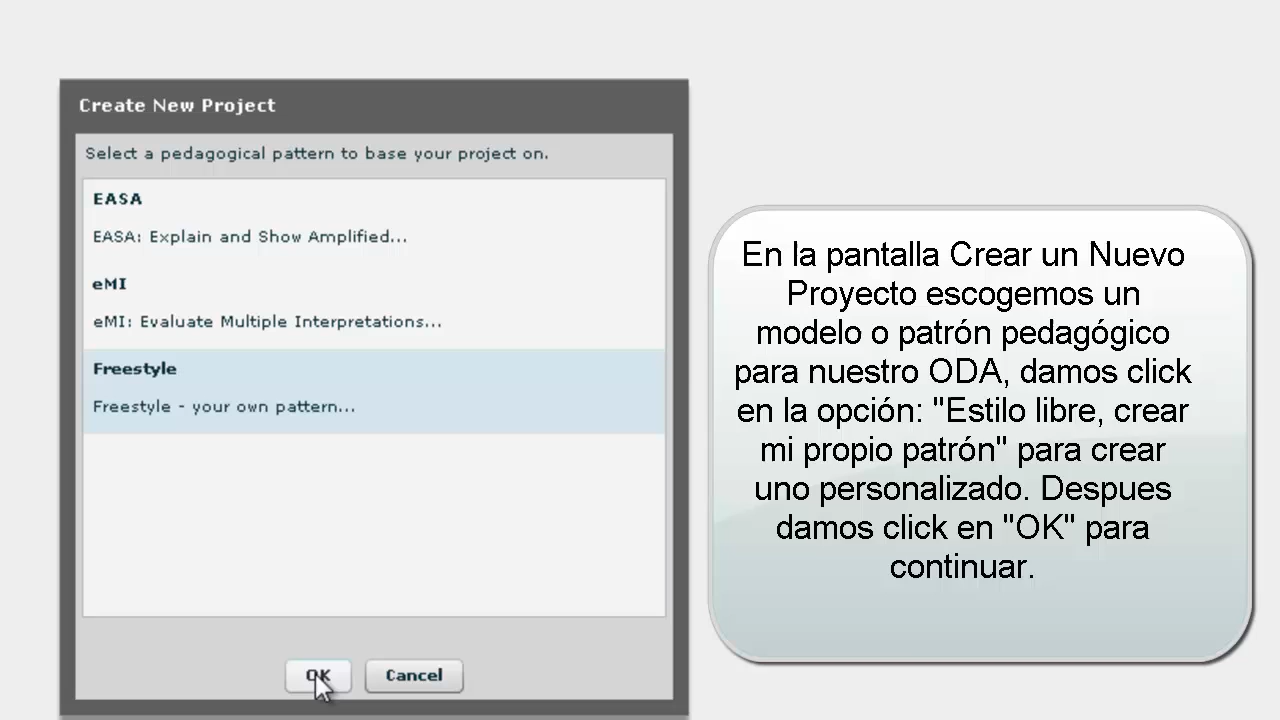 Create New Project
Select a pedagogical pattern to base your project on.
EASA
EASA: Explain and Show Amplified...
eMI
eMI: Evaluate Multiple Interpretations...
Freestyle
Freestyle - your own pattern...
OK
Cancel
En la pantalla Crear un Nuevo
Proyecto escogemos un
modelo o patrón pedagógico
para nuestro ODA, damos click
en la opción: "Estilo libre, crear
mi propio patrón" para crear
uno personalizado. Despues
damos click en "OK" para
continuar.